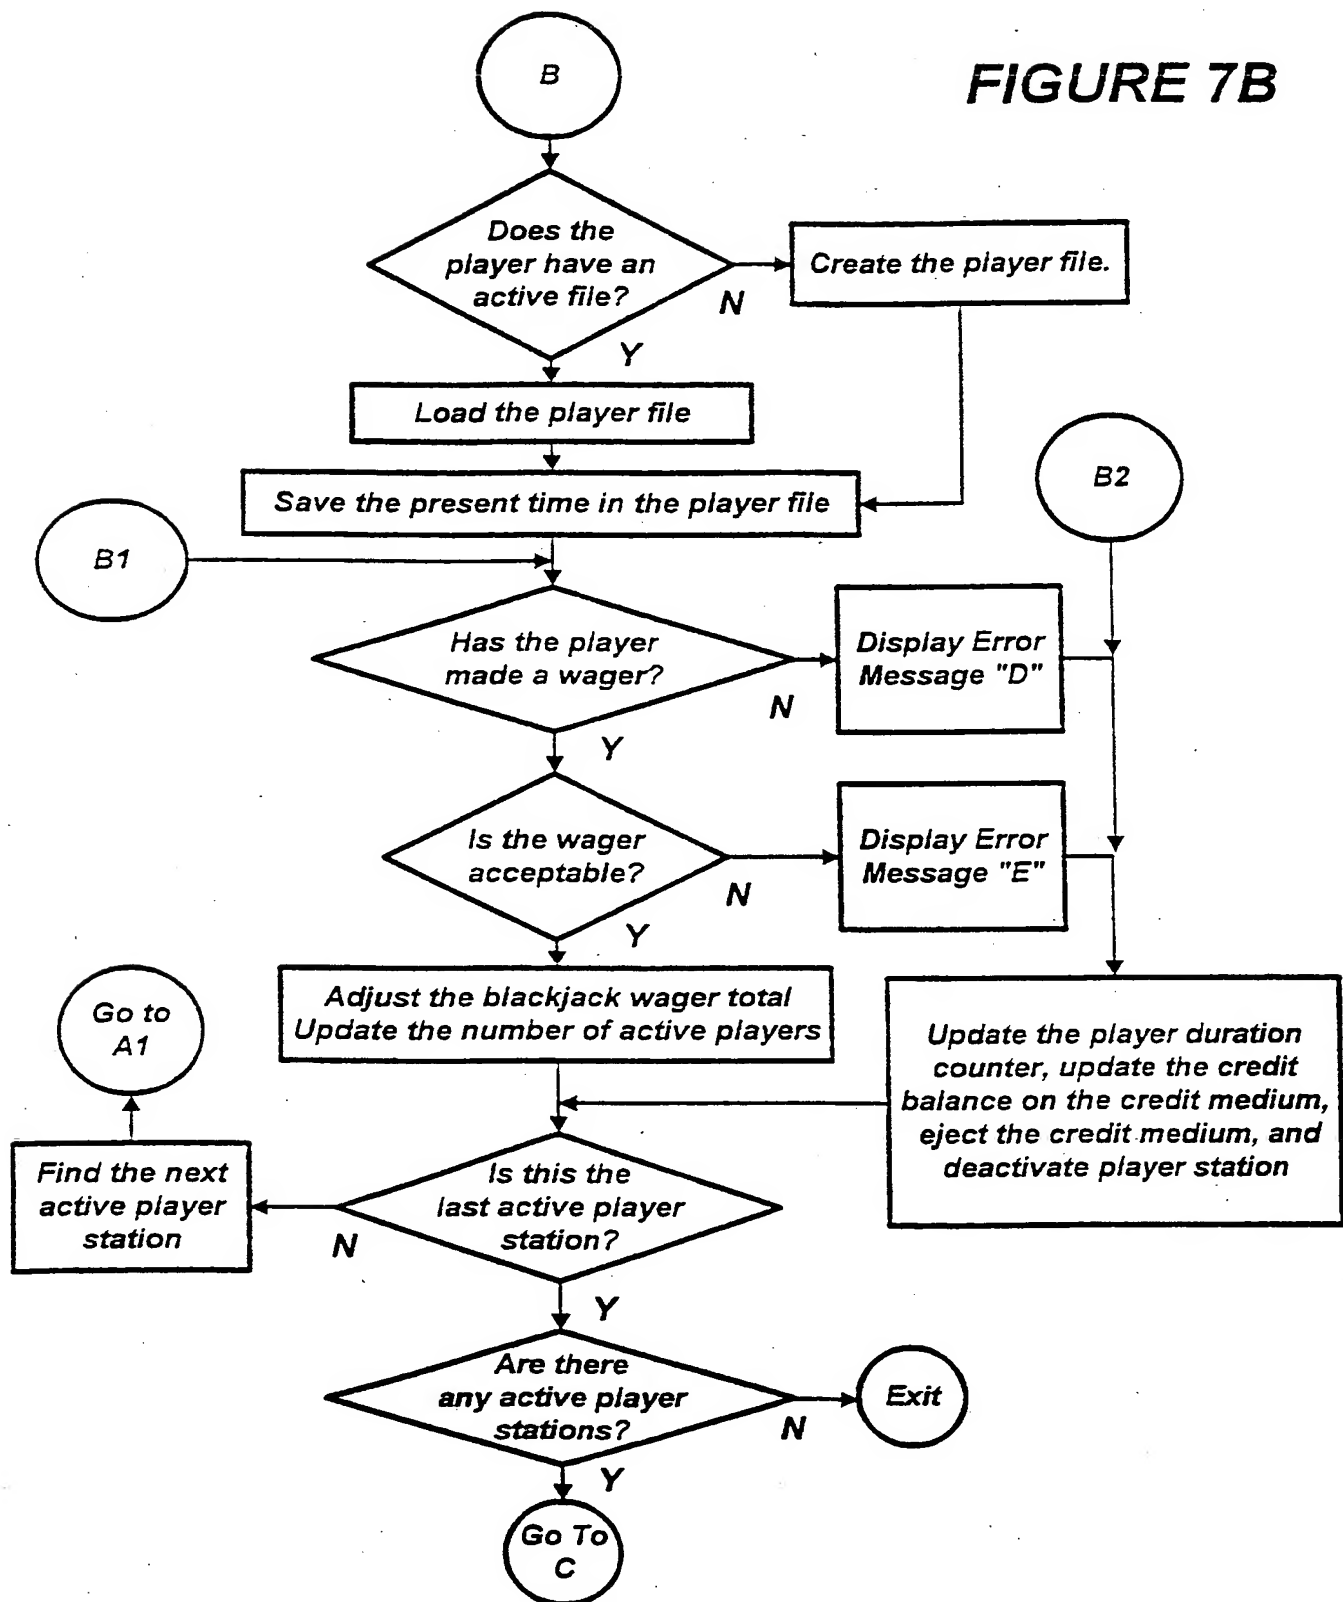 FIGURE 7B
B
Does the
player have an
active file?
N
Create the player file.
Y
Load the player file
Save the present time in the player file
B2
B1
Has the player
made a wager?
N
Display Error
Message "D"
Y
Is the wager
acceptable?
N
Display Error
Message "E"
Y
Adjust the blackjack wager total
Update the number of active players
Go to
A1
Update the player duration
counter, update the credit
balance on the credit medium,
eject the credit medium, and
deactivate player station
Find the next
active player
station
Is this the
last active player
station?
N
Y
Are there
any active player
stations?
N
Exit
Y
Go To
C